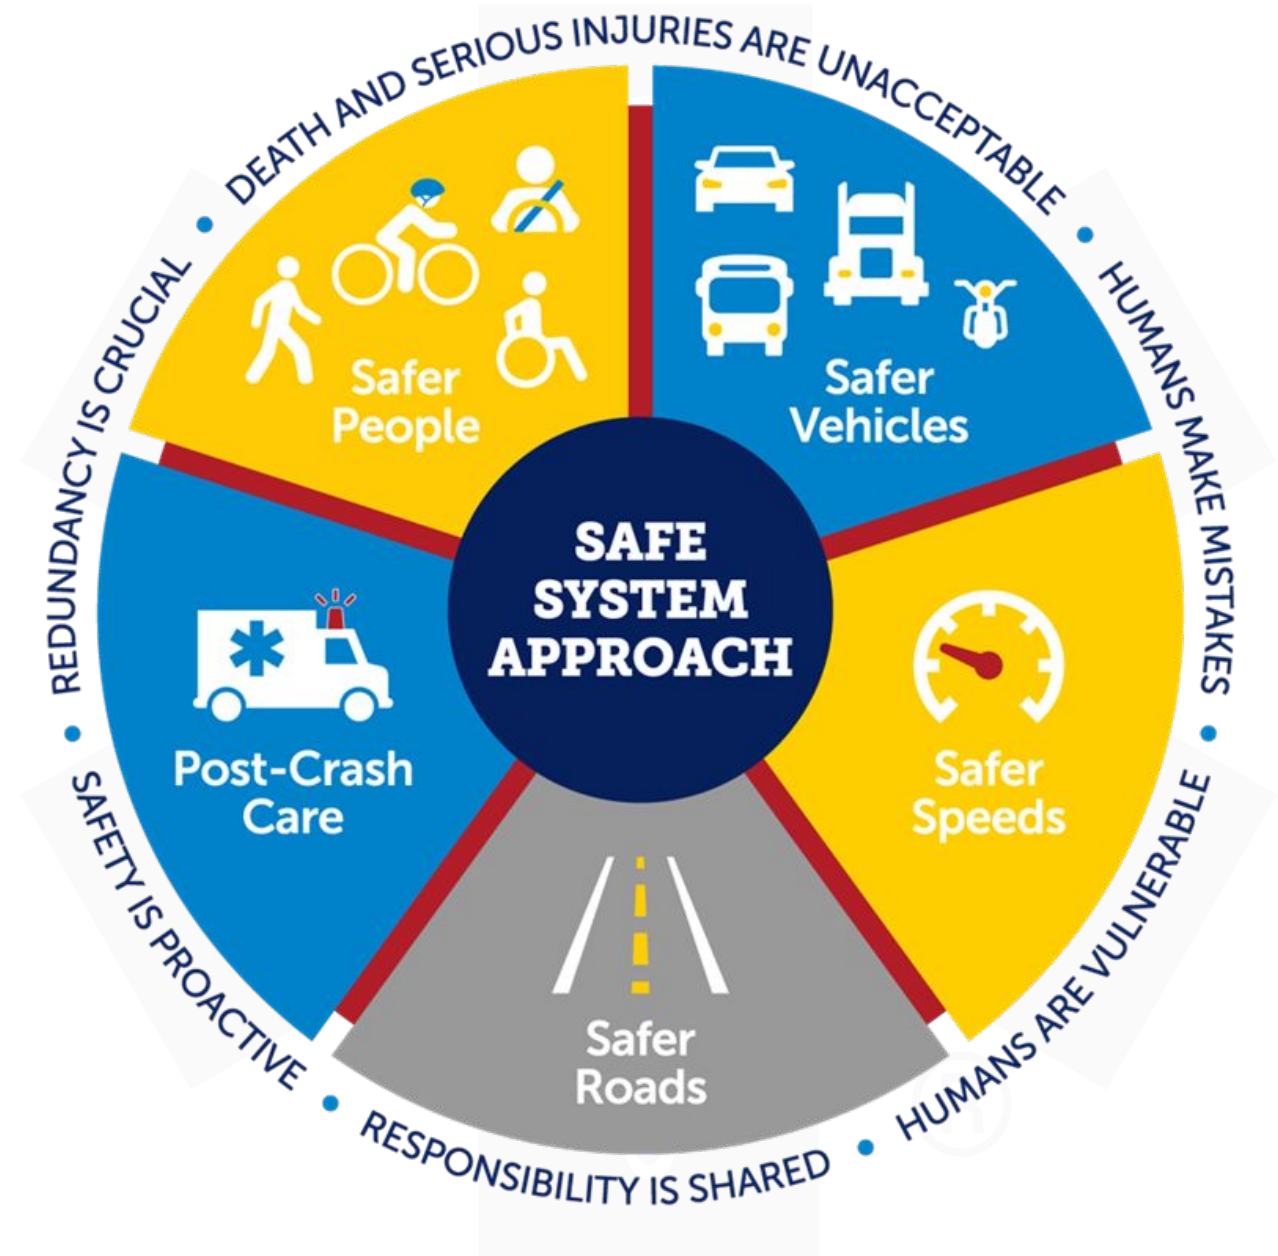 DEATH AND SERIOUS INJURIES ARE UNACCEPTABLE
HUMANS MAKE MISTAKES
HUMANS ARE VULNERABLE
RESPONSIBILITY IS SHARED
SAFETY IS PROACTIVE
REDUNDANCY IS CRUCIAL
Safer
People
Safer
Vehicles
SAFE
SYSTEM
APPROACH
Safer
Speeds
Safer
Roads
Post-Crash
Care